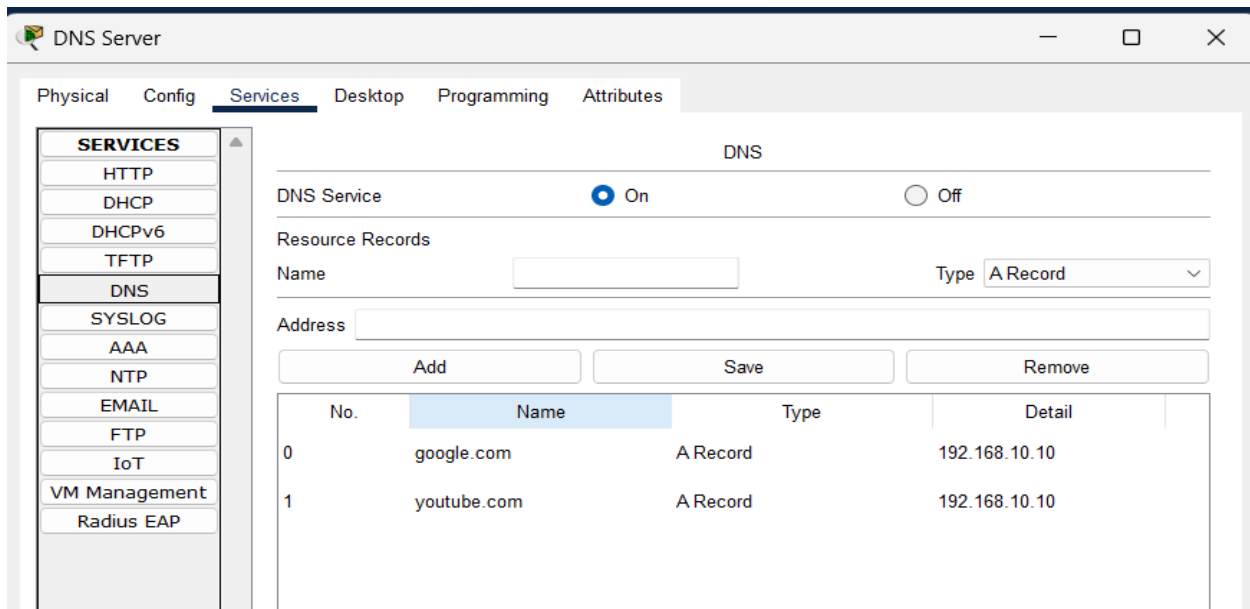 DNS Server
Physical Config Services Desktop Programming Attributes
SERVICES
HTTP
DHCP
DHCPv6
TFTP
DNS
SYSLOG
AAA
NTP
EMAIL
FTP
IoT
VM Management
Radius EAP
DNS
DNS Service On Off
Resource Records
Name Type A Record
Address
Add Save Remove
No. Name Type Detail
0 google.com A Record 192.168.10.10
1 youtube.com A Record 192.168.10.10